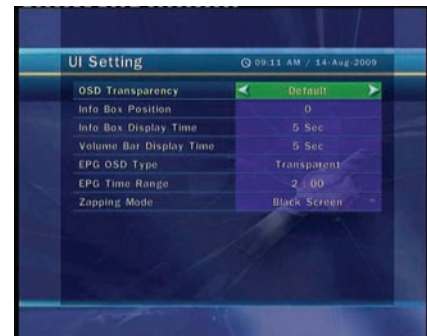 UI Setting 09:11 AM / 14-Aug-2009
OSD Transparency Default
Info Box Position 0
Info Box Display Time 5 Sec
Volume Bar Display Time 5 Sec
EPG OSD Type Transparent
EPG Time Range 2 : 00
Zapping Mode Black Screen